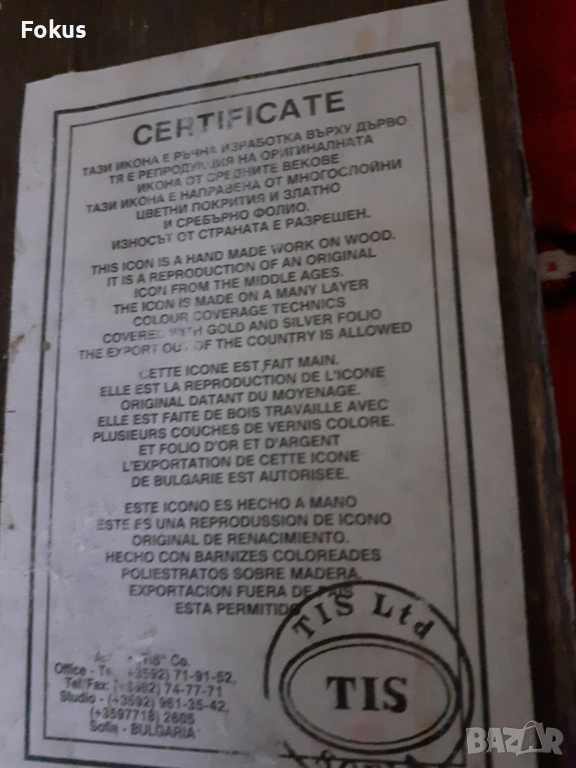 Fokus
CERTIFICATE
ТАЗИ ИКОНА Е РЪЧНА ИЗРАБОТКА ВЪРХУ ДЪРВО
ТЯ Е РЕПРОДУКЦИЯ НА ОРИГИНАЛНАТА
ИКОНА ОТ СРЕДНИТЕ ВЕКОВЕ
ТАЗИ ИКОНА Е НАПРАВЕНА ОТ МНОГОСЛОЙНИ
ЦВЕТНИ ПОКРИТИЯ И ЗЛАТНО
И СРЕБЪРНО ФОЛИО.
ИЗНОСЪТ ОТ СТРАНАТА Е РАЗРЕШЕН.
THIS ICON IS A HAND MADE WORK ON WOOD.
IT IS A REPRODUCTION OF AN ORIGINAL
ICON FROM THE MIDDLE AGES.
THE ICON IS MADE ON A MANY LAYER
COLOUR COVERAGE TECHNICS
COVERED WITH GOLD AND SILVER FOLIO
THE EXPORT OUT OF THE COUNTRY IS ALLOWED
CETTE ICONE EST FAIT MAIN.
ELLE EST LA REPRODUCTION DE L'ICONE
ORIGINAL DATANT DU MOYENAGE.
ELLE EST FAITE DE BOIS TRAVAILLE AVEC
PLUSIEURS COUCHES DE VERNIS COLORE.
ET FOLIO D'OR ET D'ARGENT
L'EXPORTATION DE CETTE ICONE
DE BULGARIE EST AUTORISEE.
ESTE ICONO ES HECHO A MANO
ESTE ES UNA REPRODUSSION DE ICONO
ORIGINAL DE RENACIMIENTO.
HECHO CON BARNIZES COLOREADES
POLIESTRATOS SOBRE MADERA.
EXPORTACION FUERA DE PAIS
ESTA PERMITIDO
TIS Ltd
TIS
"TIS" Co.
Office - 71-91-52,
Tel/Fax: 74-77-71
Studio - (+3592) 961-35-42,
(+3597718) 2605
Sofia - BULGARIA
BAZAR
.bg